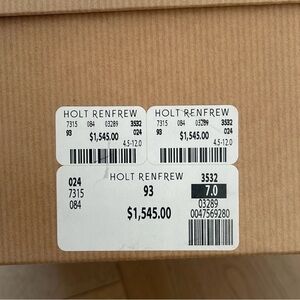 HOLT RENFREW
7315 084 03289 3532
93 024
$1,545.00
4.5-12.0
HOLT RENFREW
7315 084 03289 3532
93 024
$1,545.00
4.5-12.0
024 HOLT RENFREW 3532
7315 93 7.0
084 03289
$1,545.00 0047569280